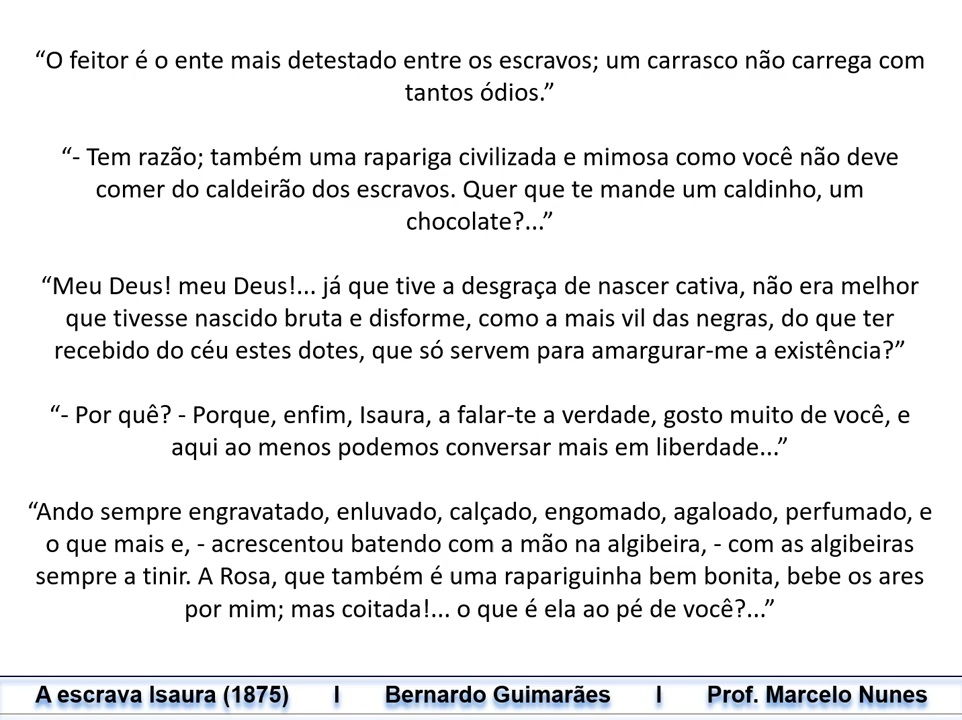 “O feitor é o ente mais detestado entre os escravos; um carrasco não carrega com
tantos ódios.”
“- Tem razão; também uma rapariga civilizada e mimosa como você não deve
comer do caldeirão dos escravos. Quer que te mande um caldinho, um
chocolate?...”
“Meu Deus! meu Deus!... já que tive a desgraça de nascer cativa, não era melhor
que tivesse nascido bruta e disforme, como a mais vil das negras, do que ter
recebido do céu estes dotes, que só servem para amargurar-me a existência?”
“- Por quê? - Porque, enfim, Isaura, a falar-te a verdade, gosto muito de você, e
aqui ao menos podemos conversar mais em liberdade...”
“Ando sempre engravatado, enluvado, calçado, engomado, agaloado, perfumado, e
o que mais e, - acrescentou batendo com a mão na algibeira, - com as algibeiras
sempre a tinir. A Rosa, que também é uma rapariguinha bem bonita, bebe os ares
por mim; mas coitada!... o que é ela ao pé de você?...”
A escrava Isaura (1875) I Bernardo Guimarães I Prof. Marcelo Nunes